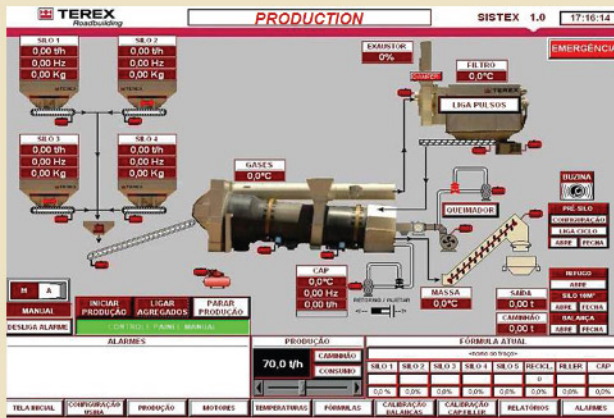 TEREX
Roadbuilding
PRODUCTION
SISTEX 1.0
17:16:14
SILO 1
0,00 t/h
0,00 Hz
0,00 Kg
SILO 2
0,00 t/h
0,00 Hz
0,00 Kg
EXAUSTOR
0%
DAMPER
FILTRO
0,0°C
EMERGÊNCIA
TEREX
LIGA PULSOS
SILO 3
0,00 t/h
0,00 Hz
0,00 Kg
SILO 4
0,00 t/h
0,00 Hz
0,00 Kg
GASES
0,0°C
BUZINA
QUEIMADOR
PRÉ-SILO
CONFIGURAÇÃO
LIGA CICLO
ABRE FECHA
CAP
0,0°C
0,00 Hz
0,00 t/h
RETORNO / INJETAR
MASSA
0,0°C
SAÍDA
0,00 t
CAMINHÃO
0,00 t
REFUGO
ABRE
SILO 10M³
ABRE FECHA
BALANÇA
ABRE FECHA
M A
MANUAL
DESLIGA ALARME
INICIAR PRODUÇÃO
LIGAR AGREGADOS
PARAR PRODUÇÃO
CONTROLE PAINEL MANUAL
ALARMES
PRODUÇÃO
70,0 t/h
CAMINHÃO
CONSUMO
FÓRMULA ATUAL
<nome do traço>
SILO 1 SILO 2 SILO 3 SILO 4 SILO 5 RECICL. FILLER CAP
0
0,0 % 0,0% 0,0% 0,0% 0,0% 0,0% 0,0% 0,0%
TELA INICIAL
CONFIGURAÇÃO USINA
PRODUÇÃO
MOTORES
TEMPERATURAS
FÓRMULAS
CALIBRAÇÃO BALANÇAS
CALIBRAÇÃO CAP/FILLER
RELATÓRIOS
ALARMES